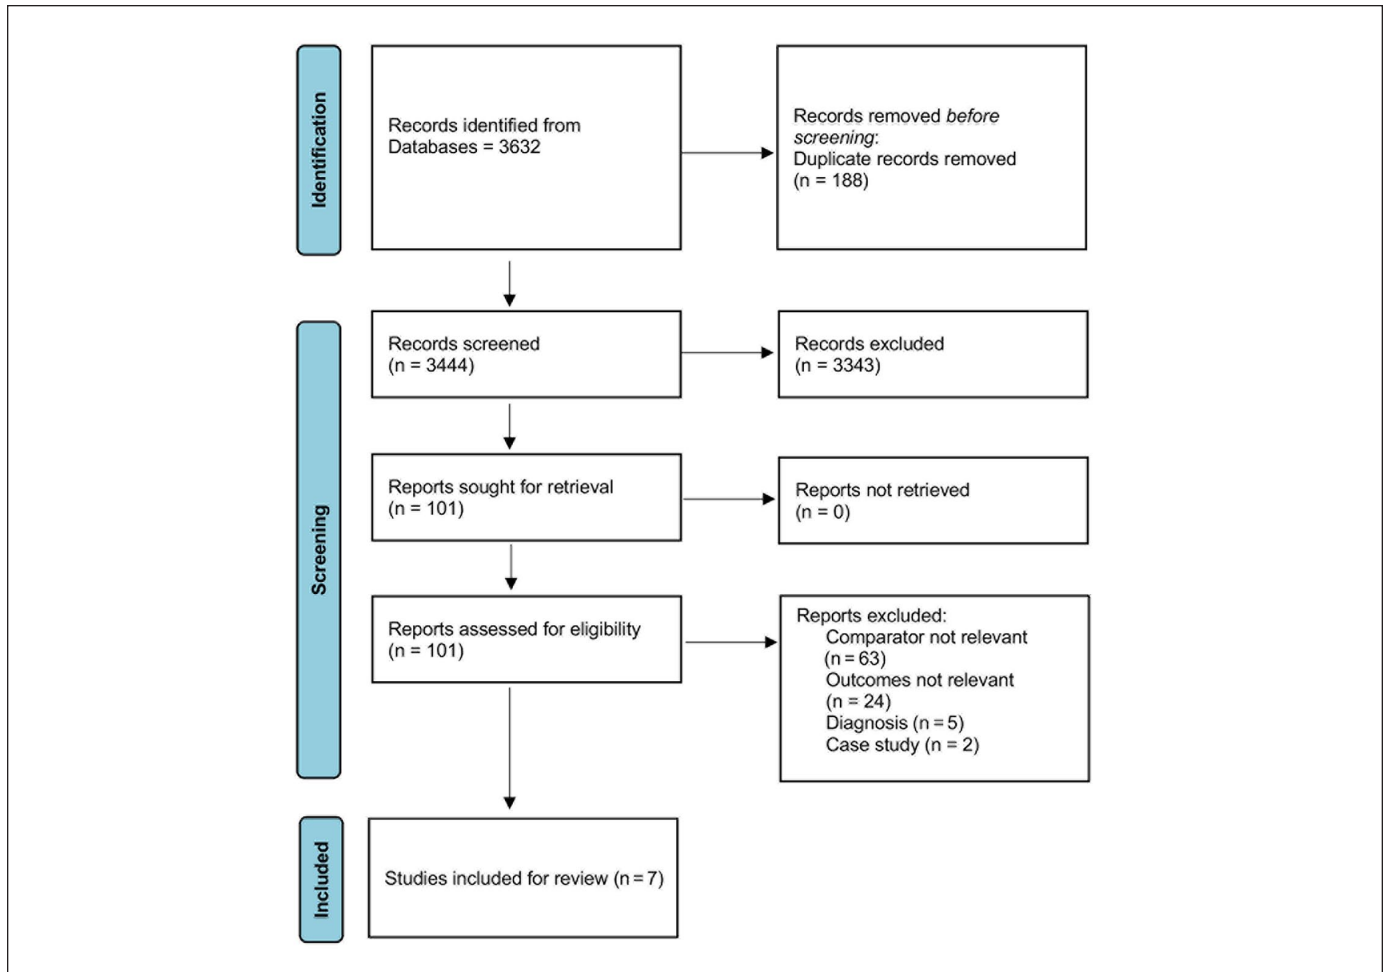 Identification
Records identified from
Databases = 3632
Records removed before
screening:
Duplicate records removed
(n = 188)
Screening
Records screened
(n = 3444)
Records excluded
(n = 3343)
Reports sought for retrieval
(n = 101)
Reports not retrieved
(n = 0)
Reports assessed for eligibility
(n = 101)
Reports excluded:
Comparator not relevant
(n = 63)
Outcomes not relevant
(n = 24)
Diagnosis (n = 5)
Case study (n = 2)
Included
Studies included for review (n = 7)